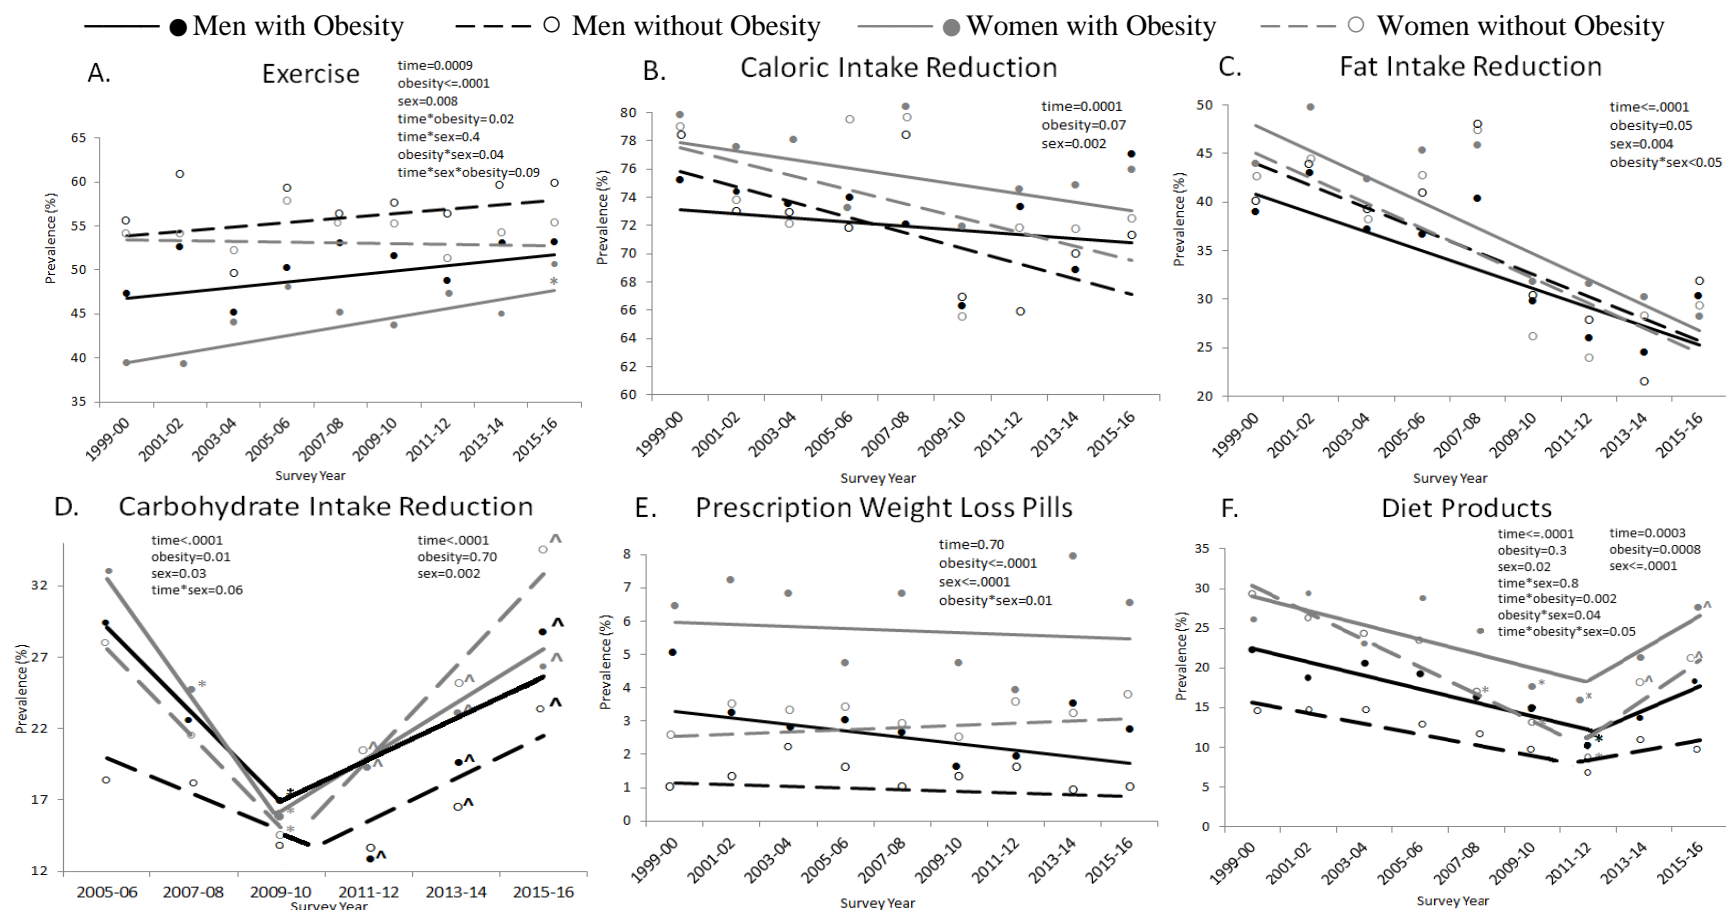 Men with Obesity Men without Obesity Women with Obesity Women without Obesity
A. Exercise
time=0.0009
obesity<=.0001
sex=0.008
time*obesity=0.02
time*sex=0.4
obesity*sex=0.04
time*sex*obesity=0.09
Prevalence (%)
65
60
55
50
45
40
35
*
1999-00 2001-02 2003-04 2005-06 2007-08 2009-10 2011-12 2013-14 2015-16
Survey Year
B. Caloric Intake Reduction
time=0.0001
obesity=0.07
sex=0.002
Prevalence (%)
80
78
76
74
72
70
68
66
64
62
60
1999-00 2001-02 2003-04 2005-06 2007-08 2009-10 2011-12 2013-14 2015-16
Survey Year
C. Fat Intake Reduction
time<=.0001
obesity=0.05
sex=0.004
obesity*sex<0.05
Prevalence (%)
50
45
40
35
30
25
20
1999-00 2001-02 2003-04 2005-06 2007-08 2009-10 2011-12 2013-14 2015-16
Survey Year
D. Carbohydrate Intake Reduction
time<.0001
obesity=0.01
sex=0.03
time*sex=0.06
time<.0001
obesity=0.70
sex=0.002
Prevalence (%)
32
27
22
17
12
* * * *
^ ^ ^ ^ ^ ^ ^ ^ ^ ^ ^
2005-06 2007-08 2009-10 2011-12 2013-14 2015-16
Survey Year
E. Prescription Weight Loss Pills
time=0.70
obesity<=.0001
sex<=.0001
obesity*sex=0.01
Prevalence (%)
8
7
6
5
4
3
2
1
0
1999-00 2001-02 2003-04 2005-06 2007-08 2009-10 2011-12 2013-14 2015-16
Survey Year
F. Diet Products
time<=.0001
obesity=0.3
sex=0.02
time*sex=0.8
time*obesity=0.002
obesity*sex=0.04
time*obesity*sex=0.05
time=0.0003
obesity=0.0008
sex<=.0001
Prevalence (%)
35
30
25
20
15
10
5
0
* * * * * *
^ ^ ^
1999-00 2001-02 2003-04 2005-06 2007-08 2009-10 2011-12 2013-14 2015-16
Survey Year